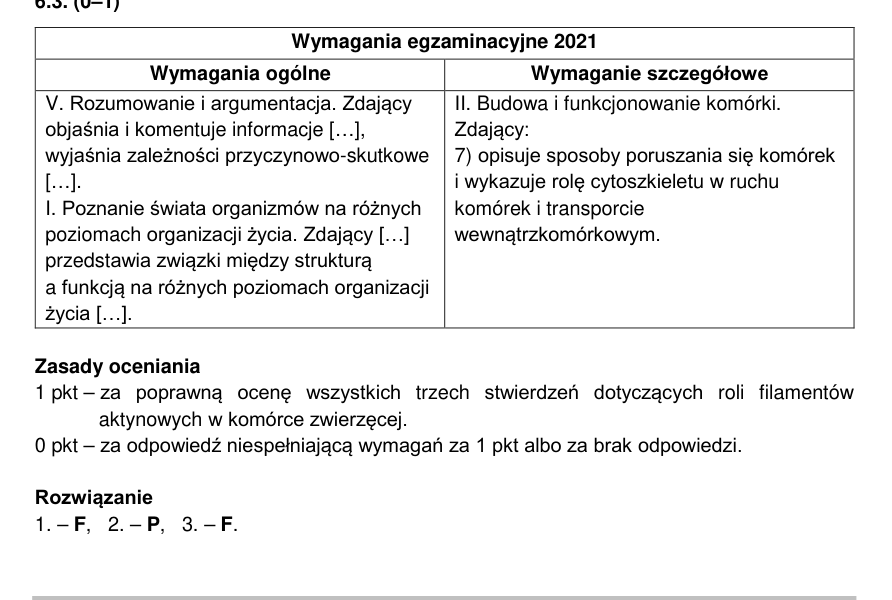 6.3. (0–1)
Wymagania egzaminacyjne 2021
Wymagania ogólne
Wymaganie szczegółowe
V. Rozumowanie i argumentacja. Zdający
objaśnia i komentuje informacje […],
wyjaśnia zależności przyczynowo-skutkowe
[…].
I. Poznanie świata organizmów na różnych
poziomach organizacji życia. Zdający […]
przedstawia związki między strukturą
a funkcją na różnych poziomach organizacji
życia […].
II. Budowa i funkcjonowanie komórki.
Zdający:
7) opisuje sposoby poruszania się komórek
i wykazuje rolę cytoszkieletu w ruchu
komórek i transporcie
wewnątrzkomórkowym.
Zasady oceniania
1 pkt – za poprawną ocenę wszystkich trzech stwierdzeń dotyczących roli filamentów
aktynowych w komórce zwierzęcej.
0 pkt – za odpowiedź niespełniającą wymagań za 1 pkt albo za brak odpowiedzi.
Rozwiązanie
1. – F, 2. – P, 3. – F.